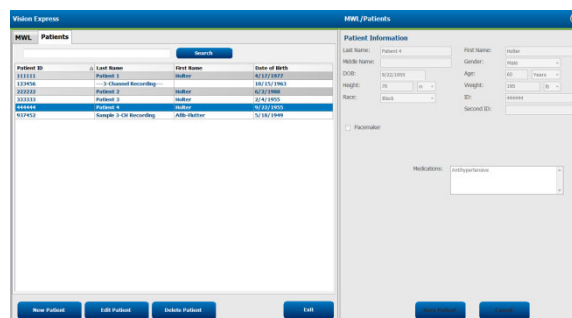 Vision Express
MWL/Patients
MWL Patients
Search
Patient ID Last Name First Name Date of Birth
111111 Patient 1 Holter 4/17/1977
123456 ---3-Channel Recording--- 10/15/1963
222222 Patient 2 Holter 6/3/1988
333333 Patient 3 Holter 2/4/1955
444444 Patient 4 Holter 9/22/1955
937452 Sample 3-CH Recording Afib-Flutter 5/18/1949
New Patient Edit Patient Delete Patient Exit
Patient Information
Last Name: Patient 4 First Name: Holter
Middle Name: Gender: Male
DOB: 9/22/1955 Age: 60 Years
Height: 70 in Weight: 195 lb
Race: Black ID: 444444
Second ID:
Pacemaker
Medications: Antihypertensive